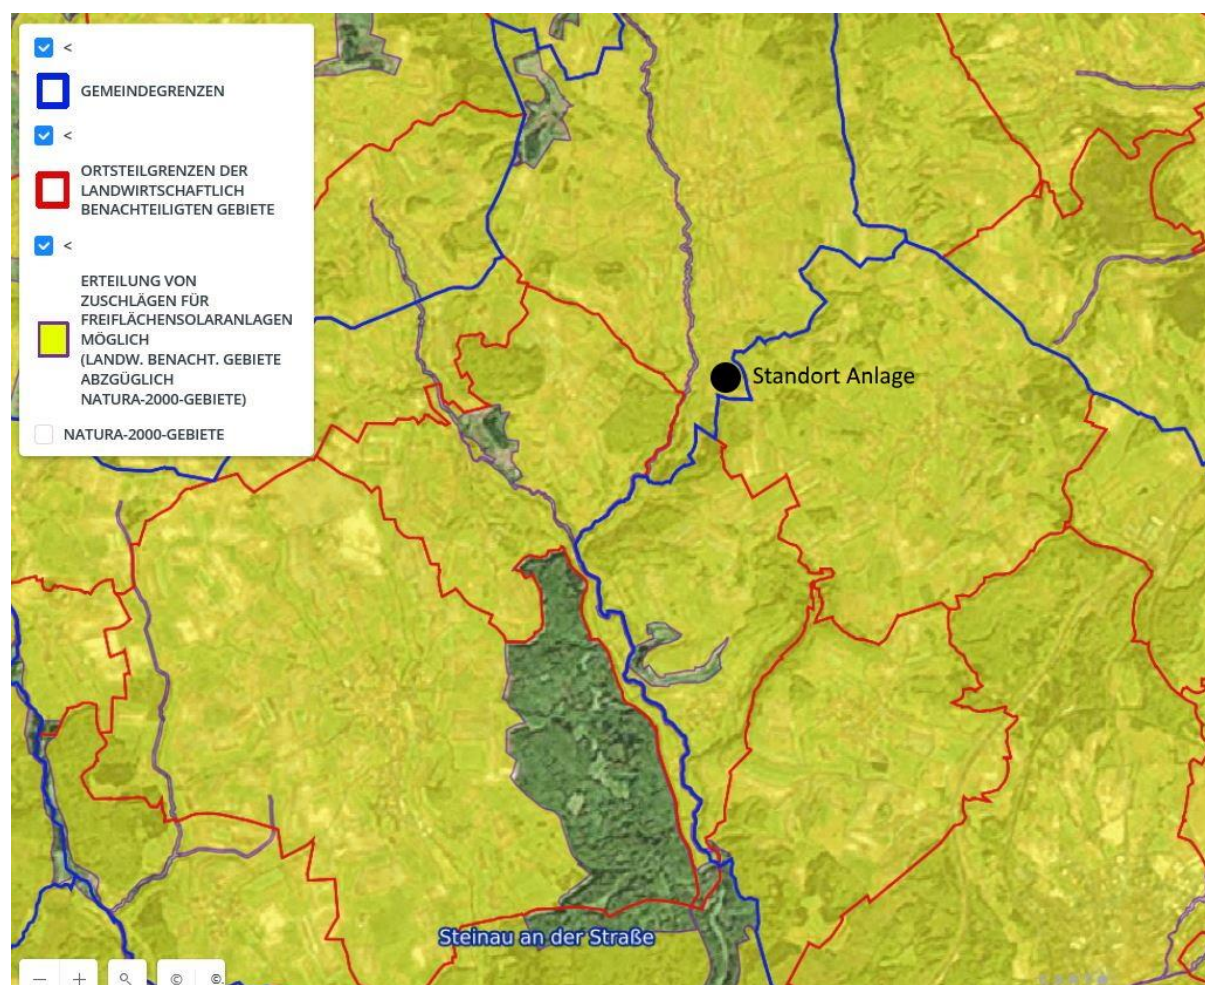 <
GEMEINDEGRENZEN
<
ORTSTEILGRENZEN DER
LANDWIRTSCHAFTLICH
BENACHTEILIGTEN GEBIETE
<
ERTEILUNG VON
ZUSCHLÄGEN FÜR
FREIFLÄCHENSOLARANLAGEN
MÖGLICH
(LANDW. BENACHT. GEBIETE
ABZGÜGLICH
NATURA-2000-GEBIETE)
NATURA-2000-GEBIETE
Standort Anlage
Steinau an der Straße
− + © ©